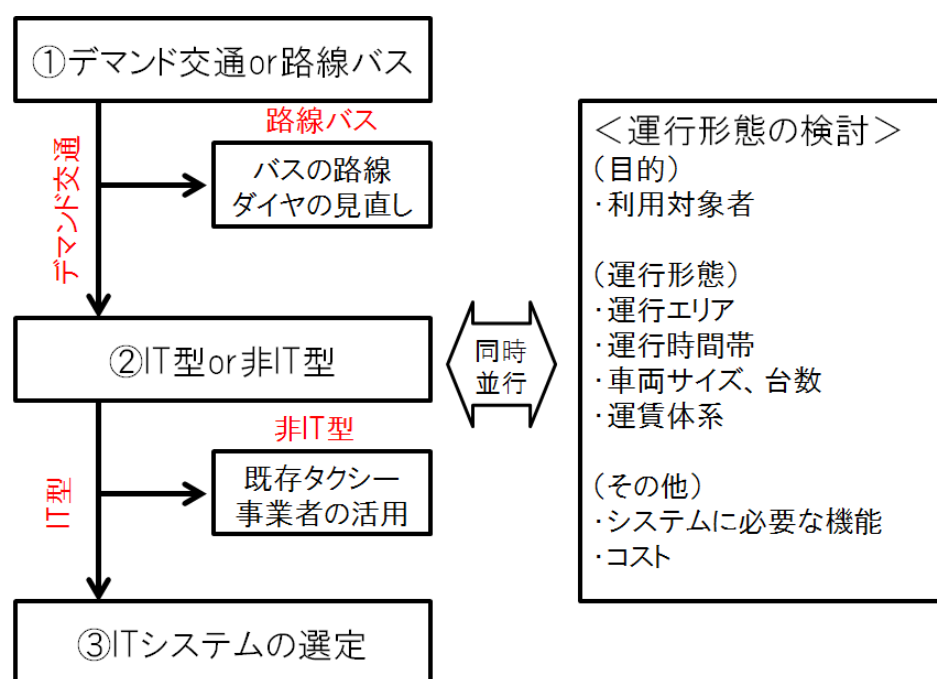 ①デマンド交通or路線バス
路線バス
デマンド交通
バスの路線
ダイヤの見直し
②IT型or非IT型
同時
並行
非IT型
IT型
既存タクシー
事業者の活用
③ITシステムの選定
＜運行形態の検討＞
（目的）
・利用対象者
（運行形態）
・運行エリア
・運行時間帯
・車両サイズ、台数
・運賃体系
（その他）
・システムに必要な機能
・コスト